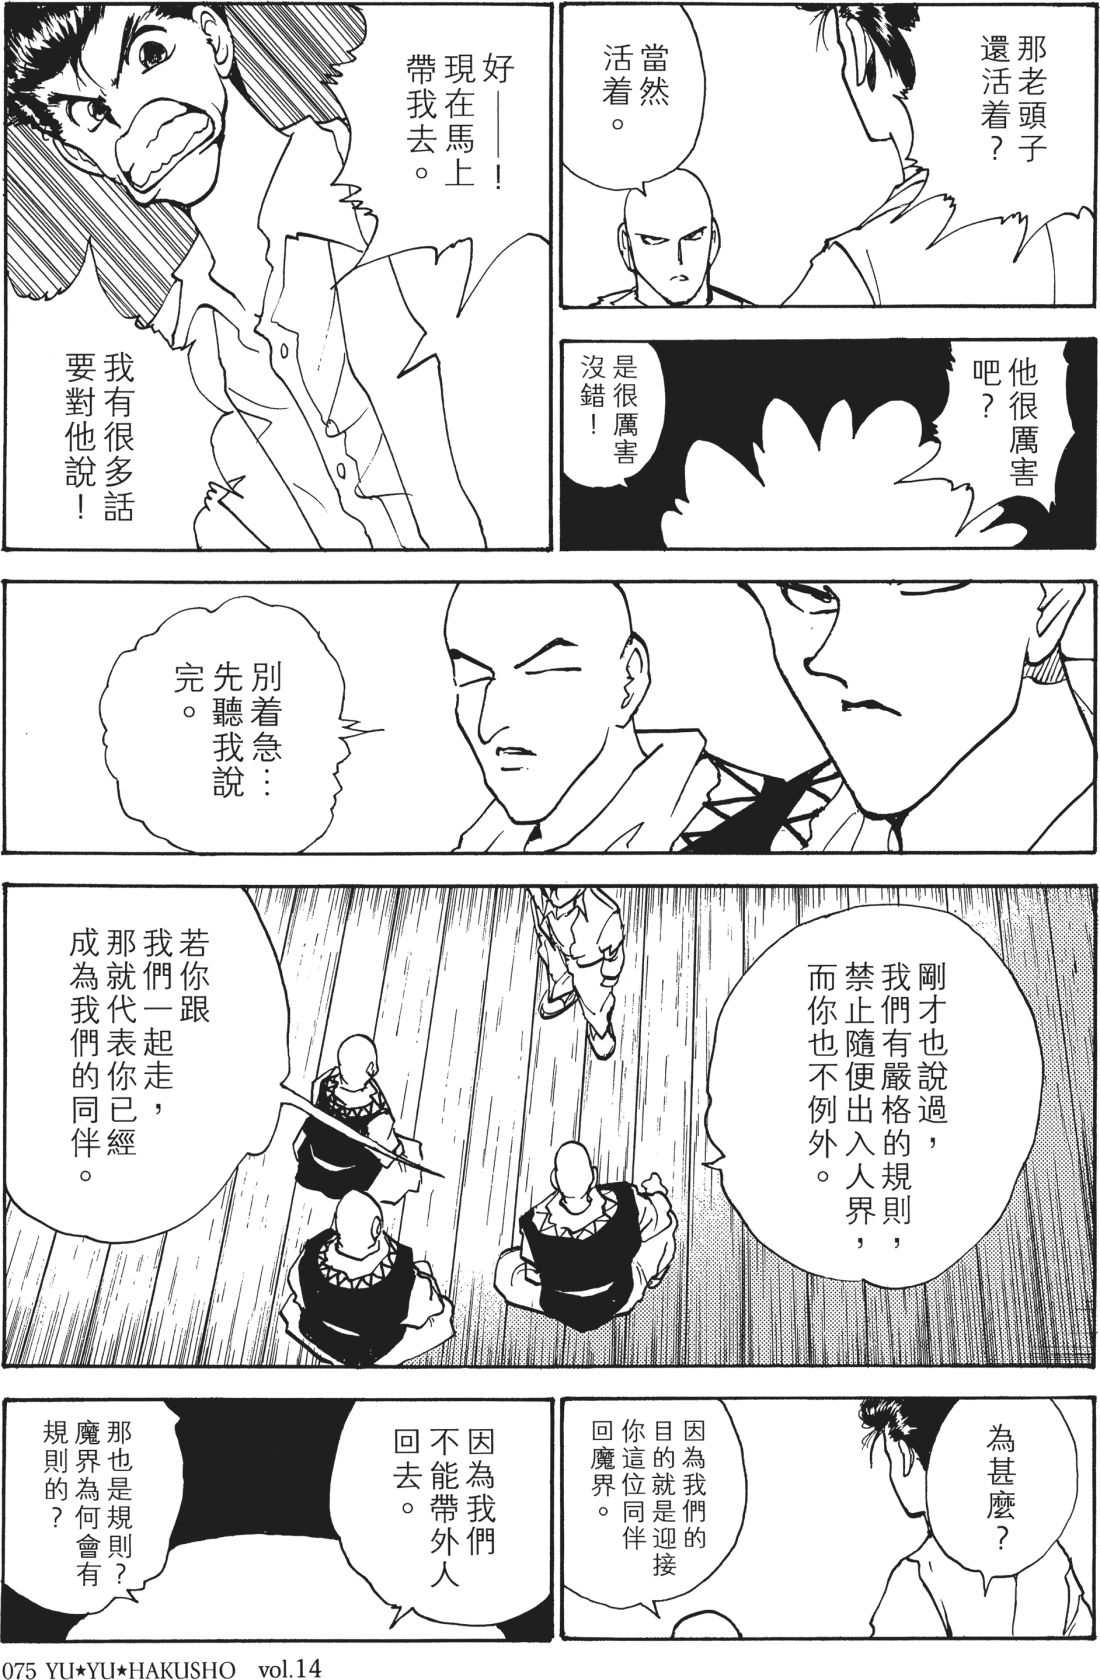 那老頭子
還活着？
當然
活着。
他很厲害
吧？
是很厲害
沒錯！
好——！
現在馬上
帶我去。
我有很多話
要對他說！
別着急…
先聽我說
完。
剛才也說過，
我們有嚴格的規則，
禁止隨便出入人界，
而你也不例外。
若你跟
我們一起走，
那就代表你已經
成為我們的同伴。
為甚麼？
因為我們的
目的就是迎接
你這位同伴
回魔界。
因為我們
不能帶外人
回去。
那也是規則？
魔界為何會有
規則的？
075 YU★YU★HAKUSHO vol.14